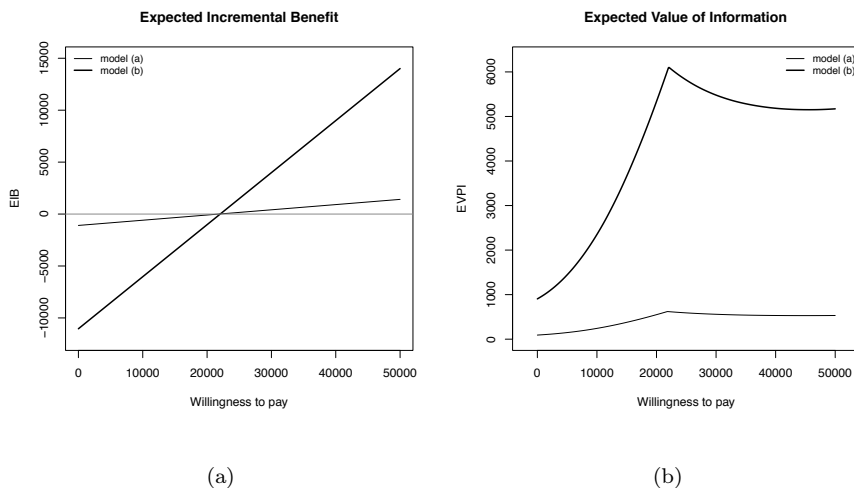 Expected Incremental Benefit
model (a)
model (b)
15000
10000
5000
0
−5000
−10000
EIB
0 10000 20000 30000 40000 50000
Willingness to pay
(a)
Expected Value of Information
model (a)
model (b)
6000
5000
4000
3000
2000
1000
0
EVPI
0 10000 20000 30000 40000 50000
Willingness to pay
(b)